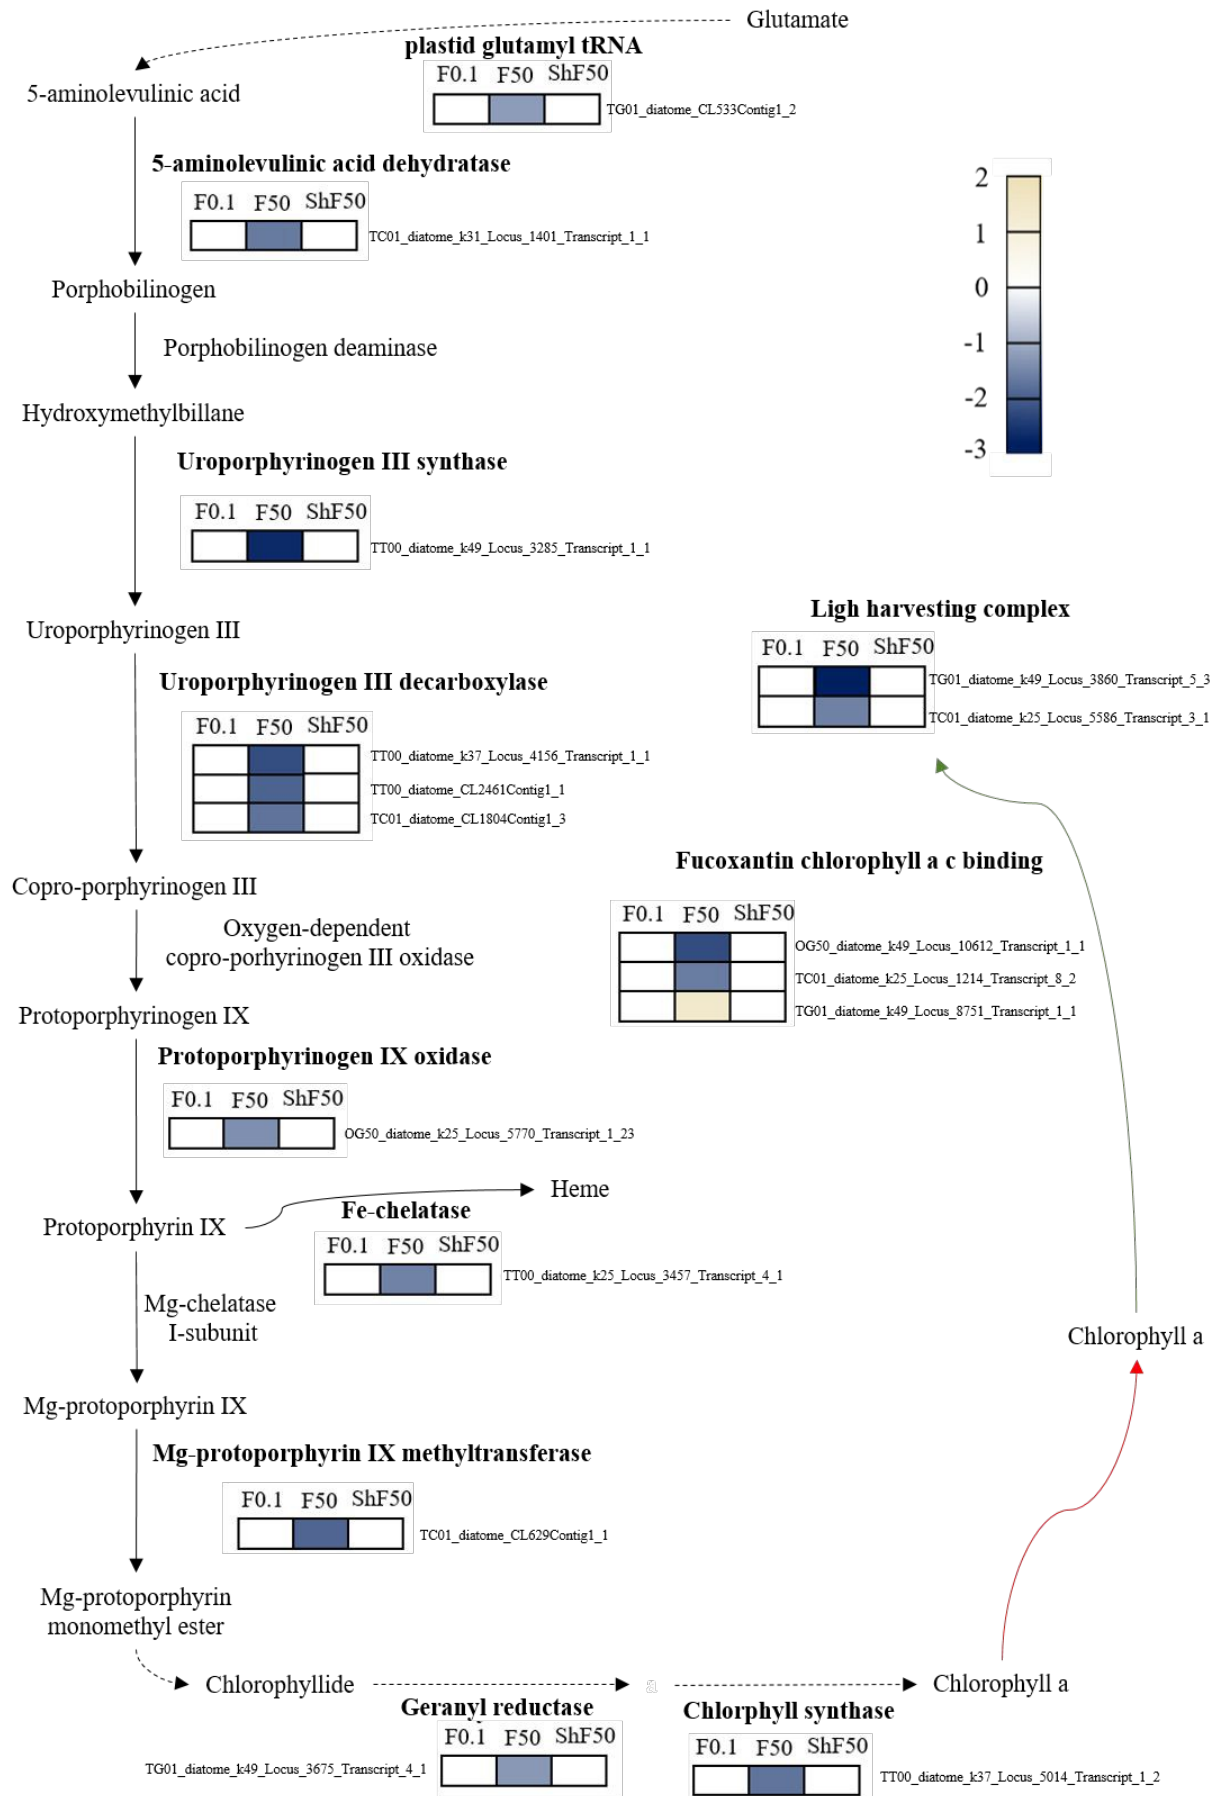 Glutamate
plastid glutamyl tRNA
F0.1 F50 ShF50
5-aminolevulinic acid
TG01_diatome_CL533Contig1_2
5-aminolevulinic acid dehydratase
F0.1 F50 ShF50
TC01_diatome_k31_Locus_1401_Transcript_1_1
2
1
0
-1
-2
-3
Porphobilinogen
Porphobilinogen deaminase
Hydroxymethylbillane
Uroporphyrinogen III synthase
F0.1 F50 ShF50
TT00_diatome_k49_Locus_3285_Transcript_1_1
Uroporphyrinogen III
Ligh harvesting complex
F0.1 F50 ShF50
TG01_diatome_k49_Locus_3860_Transcript_5_3
TC01_diatome_k25_Locus_5586_Transcript_3_1
Uroporphyrinogen III decarboxylase
F0.1 F50 ShF50
TT00_diatome_k37_Locus_4156_Transcript_1_1
TT00_diatome_CL2461Contig1_1
TC01_diatome_CL1804Contig1_3
Copro-porphyrinogen III
Fucoxantin chlorophyll a c binding
F0.1 F50 ShF50
OG50_diatome_k49_Locus_10612_Transcript_1_1
TC01_diatome_k25_Locus_1214_Transcript_8_2
TG01_diatome_k49_Locus_8751_Transcript_1_1
Oxygen-dependent
copro-porhyrinogen III oxidase
Protoporphyrinogen IX
Protoporphyrinogen IX oxidase
F0.1 F50 ShF50
OG50_diatome_k25_Locus_5770_Transcript_1_23
Heme
Protoporphyrin IX
Fe-chelatase
F0.1 F50 ShF50
TT00_diatome_k25_Locus_3457_Transcript_4_1
Mg-chelatase
I-subunit
Chlorophyll a
Mg-protoporphyrin IX
Mg-protoporphyrin IX methyltransferase
F0.1 F50 ShF50
TC01_diatome_CL629Contig1_1
Mg-protoporphyrin
monomethyl ester
Chlorophyllide
a
Chlorophyll a
Geranyl reductase
F0.1 F50 ShF50
TG01_diatome_k49_Locus_3675_Transcript_4_1
Chlorphyll synthase
F0.1 F50 ShF50
TT00_diatome_k37_Locus_5014_Transcript_1_2